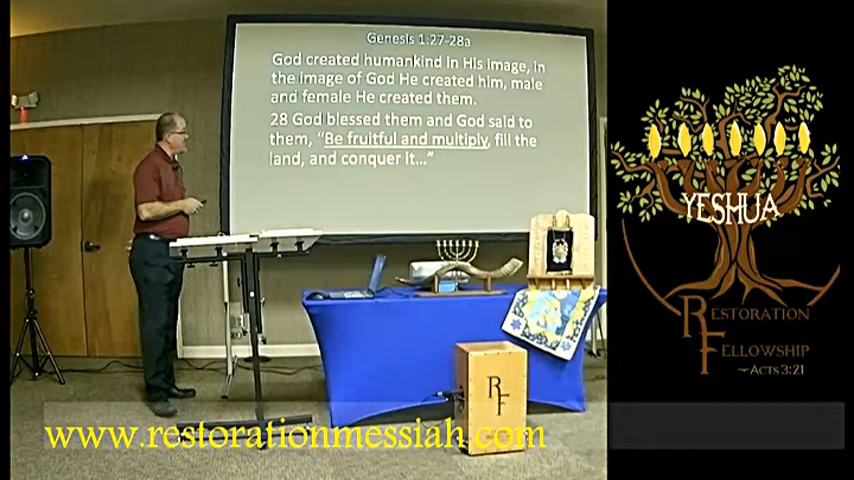 Genesis 1:27-28a
God created humankind in His image, in
the image of God He created him, male
and female He created them.
28 God blessed them and God said to
them, “Be fruitful and multiply, fill the
land, and conquer it…”
YESHUA
RESTORATION
FELLOWSHIP
~ACTS 3:21
RF
www.restorationmessiah.com